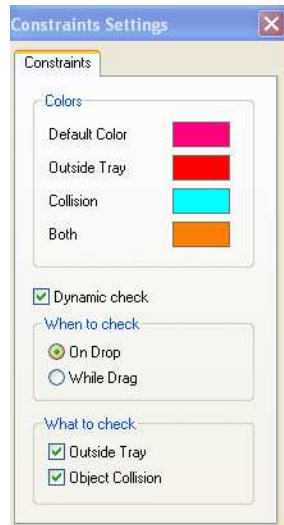 Constraints Settings
Constraints
Colors
Default Color
Outside Tray
Collision
Both
Dynamic check
When to check
On Drop
While Drag
What to check
Outside Tray
Object Collision